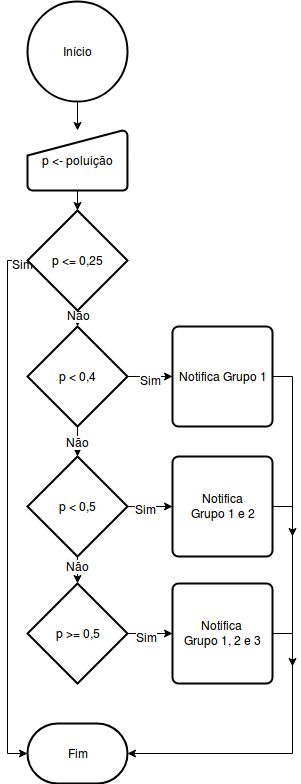 Início
p <- poluição
p <= 0,25
Sim
Não
p < 0,4
Sim
Notifica Grupo 1
Não
p < 0,5
Sim
Notifica
Grupo 1 e 2
Não
p >= 0,5
Sim
Notifica
Grupo 1, 2 e 3
Fim